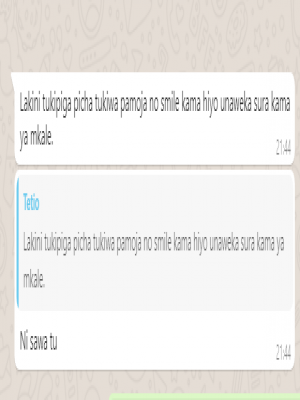 Lakini tukipiga picha tukiwa pamoja no smile kama hiyo unaweka sura kama
ya mkale.
21:44
Tetio
Lakini tukipiga picha tukiwa pamoja no smile kama hiyo unaweka sura kama ya
mkale.
Ni sawa tu
21:44